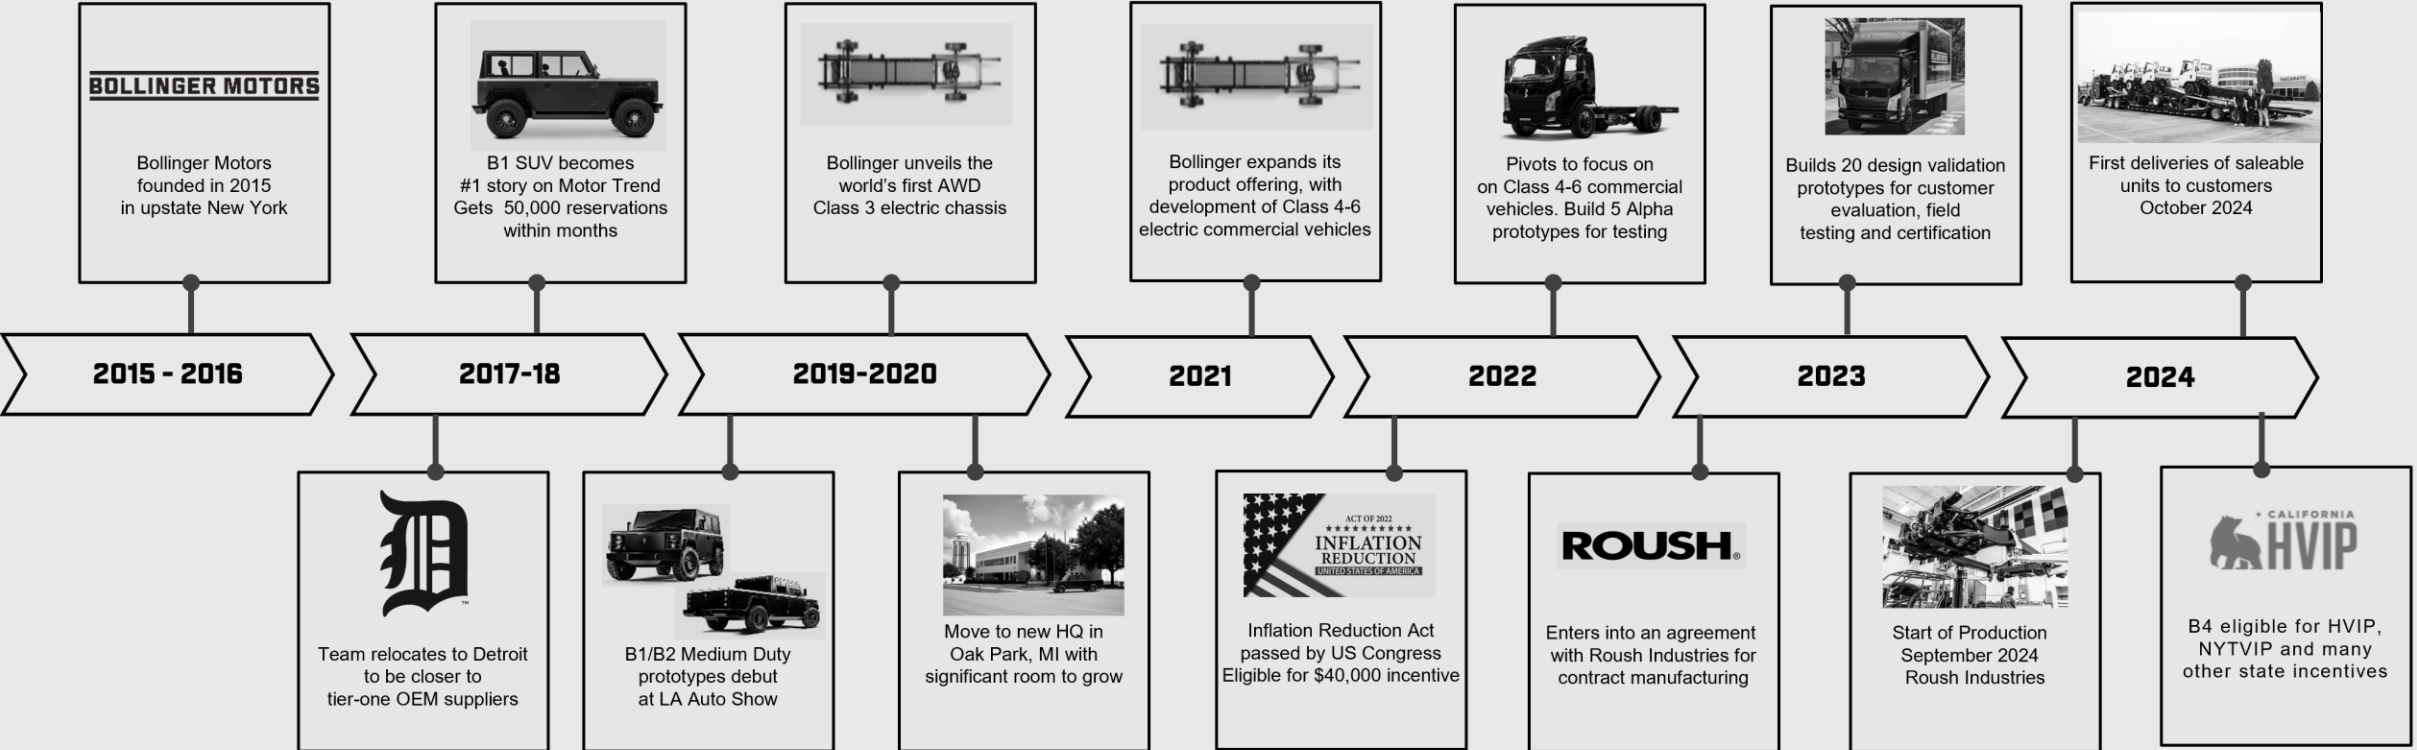 BOLLINGER MOTORS
Bollinger Motors
founded in 2015
in upstate New York
B1 SUV becomes
#1 story on Motor Trend
Gets 50,000 reservations
within months
Bollinger unveils the
world's first AWD
Class 3 electric chassis
Bollinger expands its
product offering, with
development of Class 4-6
electric commercial vehicles
Pivots to focus on
on Class 4-6 commercial
vehicles. Build 5 Alpha
prototypes for testing
Builds 20 design validation
prototypes for customer
evaluation, field
testing and certification
First deliveries of saleable
units to customers
October 2024
2015 - 2016
2017-18
2019-2020
2021
2022
2023
2024
D
™
Team relocates to Detroit
to be closer to
tier-one OEM suppliers
B1/B2 Medium Duty
prototypes debut
at LA Auto Show
Move to new HQ in
Oak Park, MI with
significant room to grow
ACT OF 2022
INFLATION
REDUCTION
UNITED STATES OF AMERICA
Inflation Reduction Act
passed by US Congress
Eligible for $40,000 incentive
ROUSH®
Enters into an agreement
with Roush Industries for
contract manufacturing
Start of Production
September 2024
Roush Industries
CALIFORNIA
HVIP
B4 eligible for HVIP,
NYTVIP and many
other state incentives